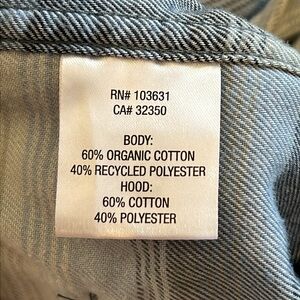 RN# 103631
CA# 32350
BODY:
60% ORGANIC COTTON
40% RECYCLED POLYESTER
HOOD:
60% COTTON
40% POLYESTER